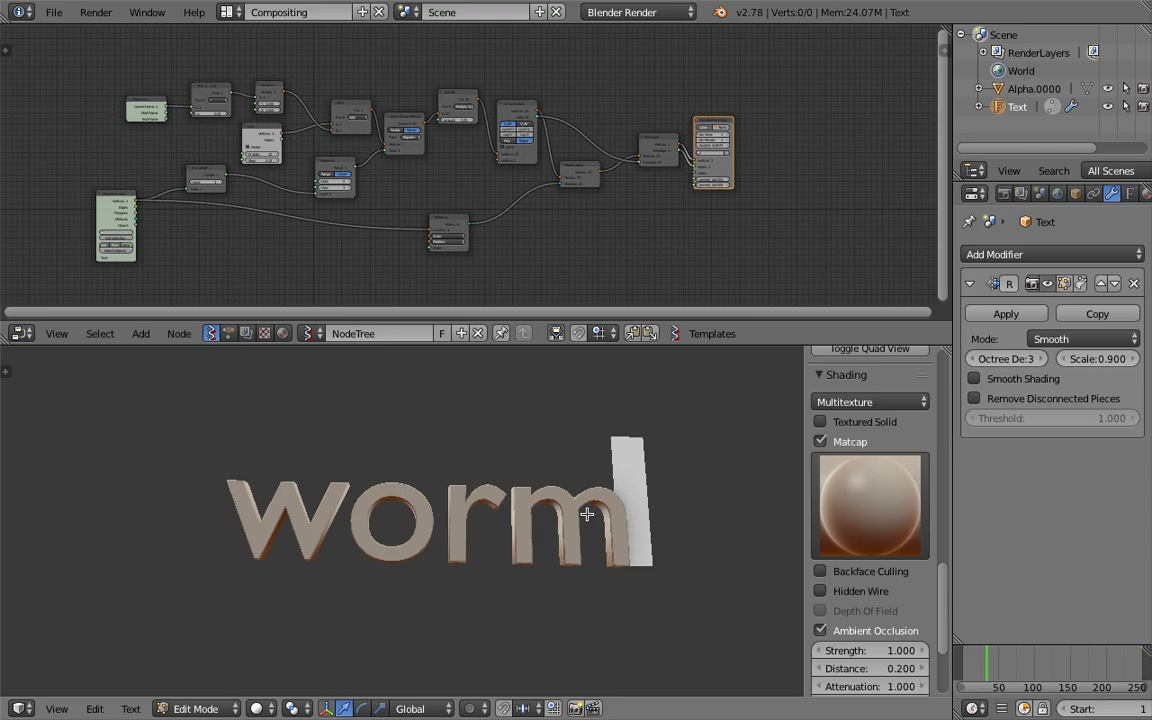 File Render Window Help Compositing Scene Blender Render v2.78 | Verts:0/0 | Mem:24.07M | Text
Scene
RenderLayers
World
Alpha.0000
Text
View Search All Scenes
Text
Add Modifier
R
Apply Copy
Mode: Smooth
Octree De:3 Scale:0.900
Smooth Shading
Remove Disconnected Pieces
Threshold: 1.000
View Select Add Node NodeTree F Templates
Toggle Quad View
Shading
Multitexture
Textured Solid
Matcap
Backface Culling
Hidden Wire
Depth Of Field
Ambient Occlusion
Strength: 1.000
Distance: 0.200
Attenuation: 1.000
worm
50 100 150 200 250
View Edit Text Edit Mode Global Start: 1